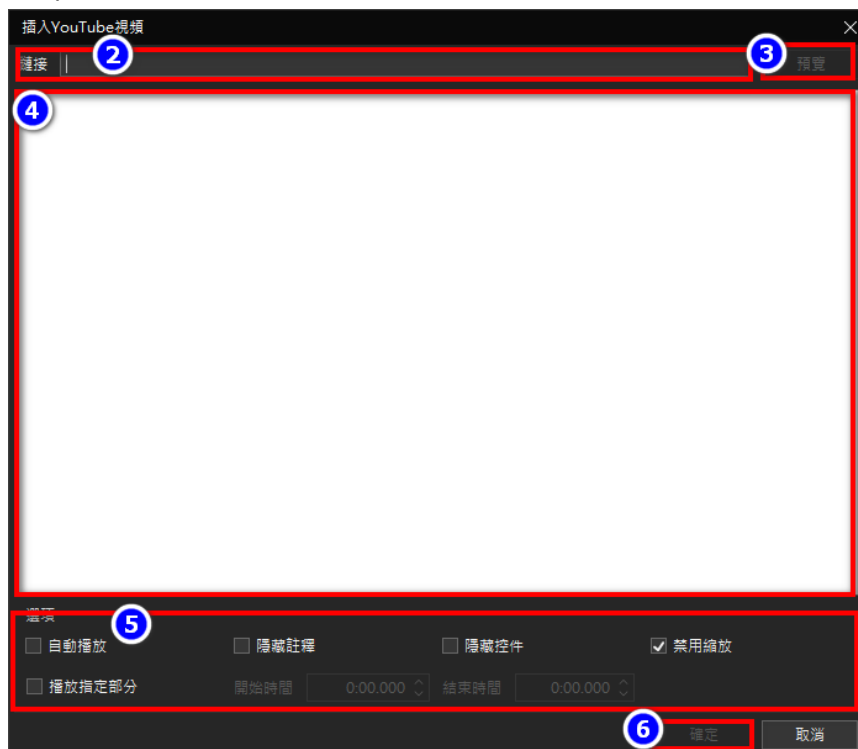 插入YouTube視頻
鏈接 2 3 預覽
4
選項
5
自動播放 隱藏註釋 隱藏控件 禁用縮放
播放指定部分 開始時間 0:00.000 結束時間 0:00.000
6 確定 取消